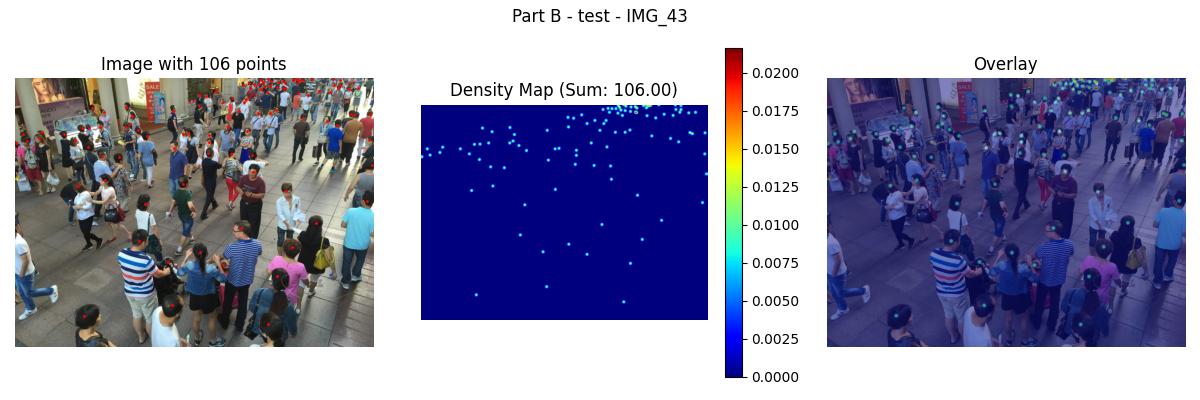 Part B - test - IMG_43
Image with 106 points
SALE
Density Map (Sum: 106.00)
0.0200
0.0175
0.0150
0.0125
0.0100
0.0075
0.0050
0.0025
0.0000
Overlay